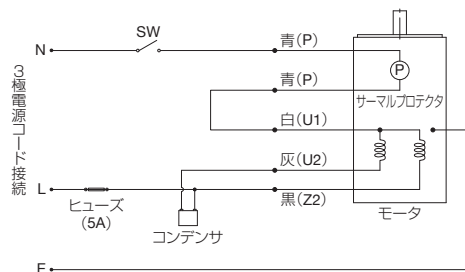 SW
N
青(P)
P
青(P)
サーマルプロテクタ
白(U1)
3極電源コード接続
灰(U2)
L
黒(Z2)
ヒューズ
(5A)
コンデンサ
モータ
E